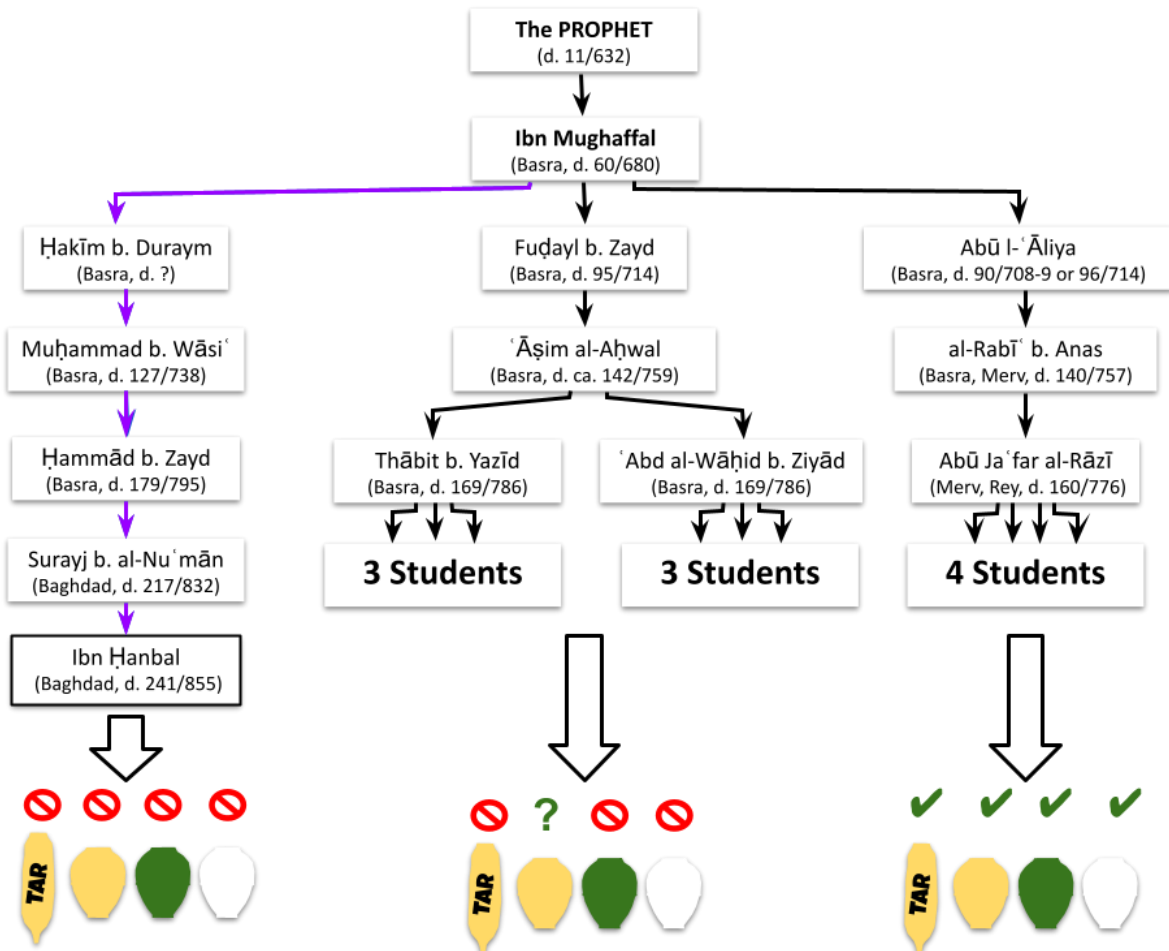 The PROPHET
(d. 11/632)
Ibn Mughaffal
(Basra, d. 60/680)
Ḥakīm b. Duraym
(Basra, d. ?)
Fuḍayl b. Zayd
(Basra, d. 95/714)
Abū l-ʿĀliya
(Basra, d. 90/708-9 or 96/714)
Muḥammad b. Wāsiʿ
(Basra, d. 127/738)
ʿĀṣim al-Aḥwal
(Basra, d. ca. 142/759)
al-Rabīʿ b. Anas
(Basra, Merv, d. 140/757)
Ḥammād b. Zayd
(Basra, d. 179/795)
Thābit b. Yazīd
(Basra, d. 169/786)
ʿAbd al-Wāḥid b. Ziyād
(Basra, d. 169/786)
Abū Jaʿfar al-Rāzī
(Merv, Rey, d. 160/776)
Surayj b. al-Nuʿmān
(Baghdad, d. 217/832)
3 Students
3 Students
4 Students
Ibn Ḥanbal
(Baghdad, d. 241/855)
?
TAR
TAR
TAR